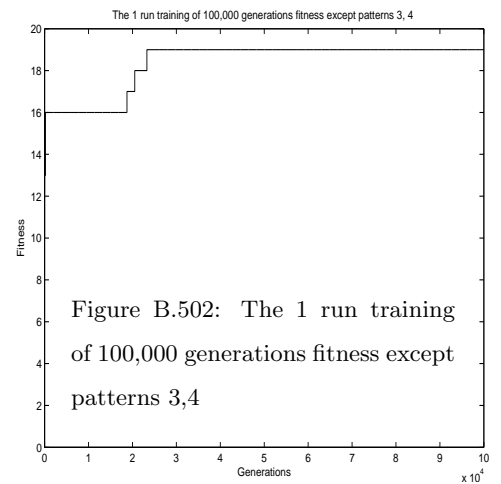 The 1 run training of 100,000 generations fitness except patterns 3, 4
20
18
16
14
12
10
8
6
4
2
0
Fitness
Figure B.502: The 1 run training
of 100,000 generations fitness except
patterns 3,4
0 1 2 3 4 5 6 7 8 9 10
Generations
x 10^4